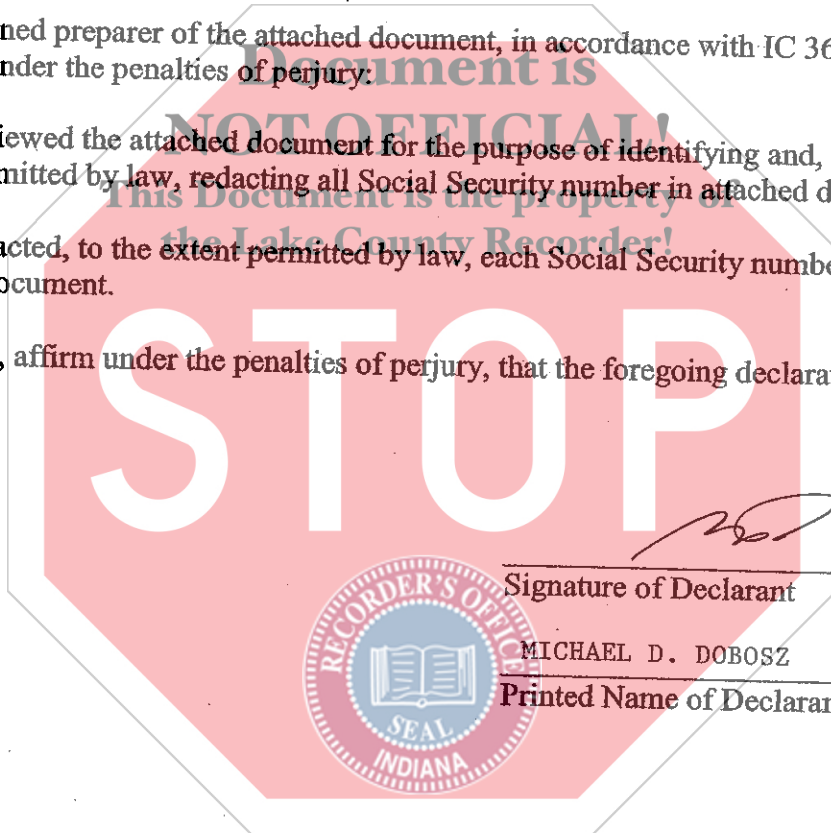 ned preparer of the attached document, in accordance with IC 36
nder the penalties of perjury:
Document is
iewed the attached document for the purpose of identifying and,
NOT OFFICIAL!
mitted by law, redacting all Social Security number in attached d
This Document is the property of
the Lake County Recorder!
acted, to the extent permitted by law, each Social Security numbe
ocument.
STOP
, affirm under the penalties of perjury, that the foregoing declara
Signature of Declarant
MICHAEL D. DOBOSZ
Printed Name of Declaran
RECORDER'S OFFICE
SEAL
INDIANA